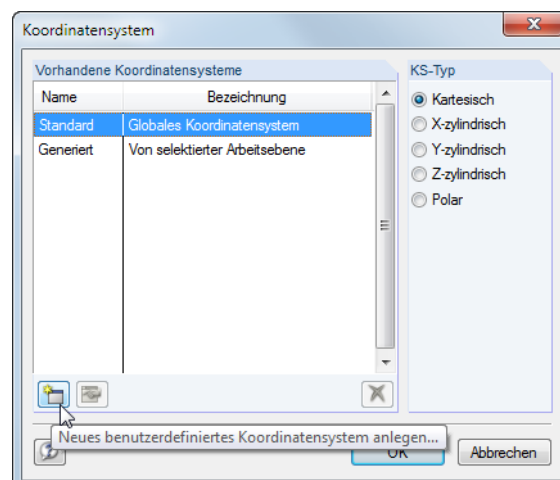 Koordinatensystem
Vorhandene Koordinatensysteme
Name Bezeichnung
Standard Globales Koordinatensystem
Generiert Von selektierter Arbeitsebene
KS-Typ
Kartesisch
X-zylindrisch
Y-zylindrisch
Z-zylindrisch
Polar
Neues benutzerdefiniertes Koordinatensystem anlegen...
OK Abbrechen